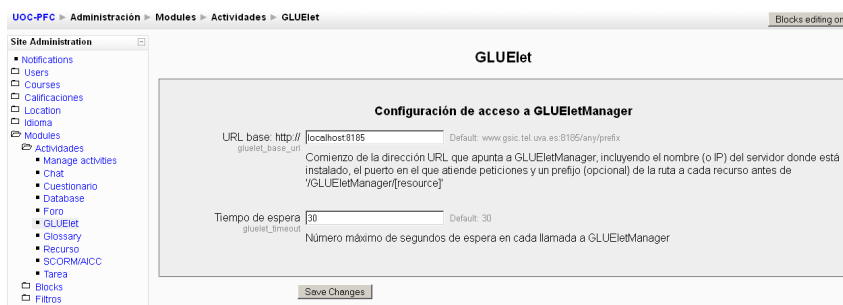 UOC-PFC ► Administración ► Modules ► Actividades ► GLUElet
Blocks editing on
Site Administration
Notifications
Users
Courses
Calificaciones
Location
Idioma
Modules
Actividades
Manage activities
Chat
Cuestionario
Database
Foro
GLUElet
Glossary
Recurso
SCORM/AICC
Tarea
Blocks
Filtros
GLUElet
Configuración de acceso a GLUEletManager
URL base: http:// localhost:8185 Default: www.gsic.tel.uva.es:8185/any/prefix
gluelet_base_url
Comienzo de la dirección URL que apunta a GLUEletManager, incluyendo el nombre (o IP) del servidor donde está
instalado, el puerto en el que atiende peticiones y un prefijo (opcional) de la ruta a cada recurso antes de
'/GLUEletManager/[resource]'
Tiempo de espera 30 Default: 30
gluelet_timeout
Número máximo de segundos de espera en cada llamada a GLUEletManager
Save Changes